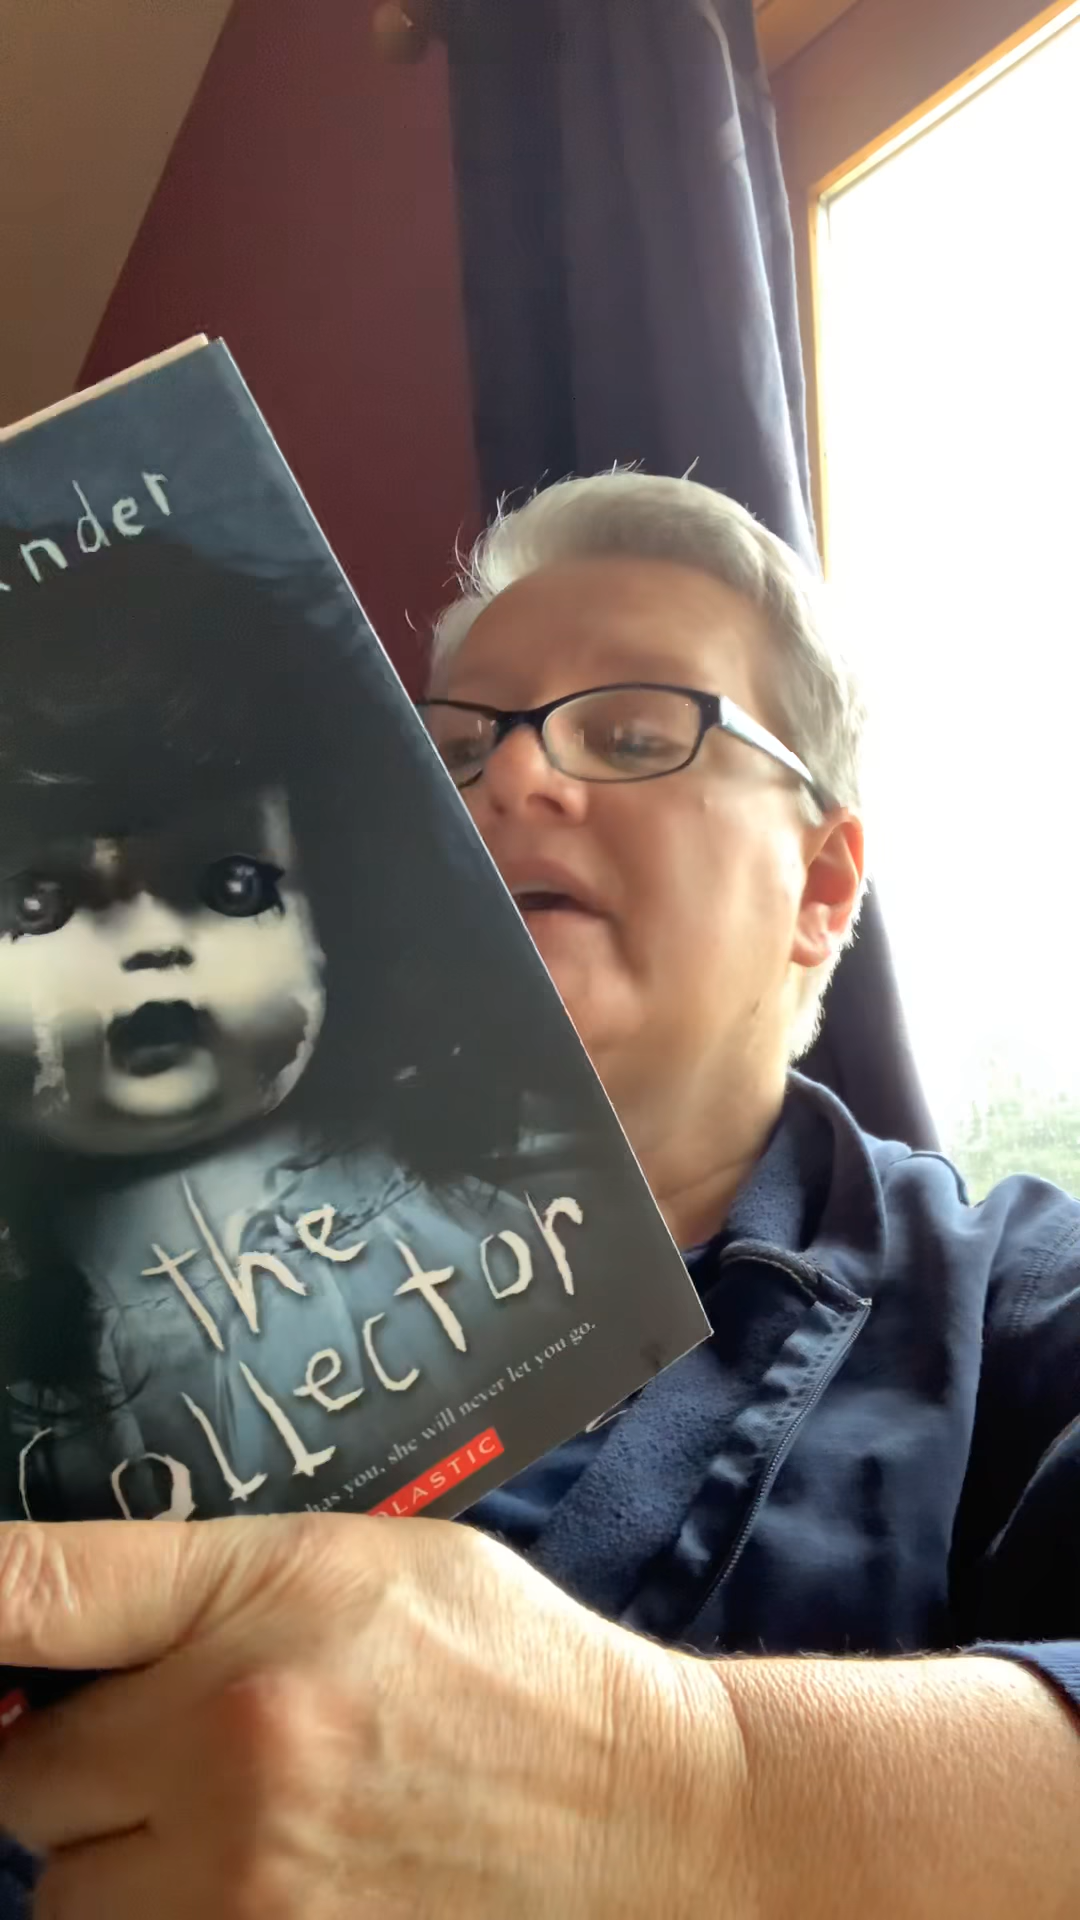 nder
the
Collector
has you, she will never let you go.
OLASTIC